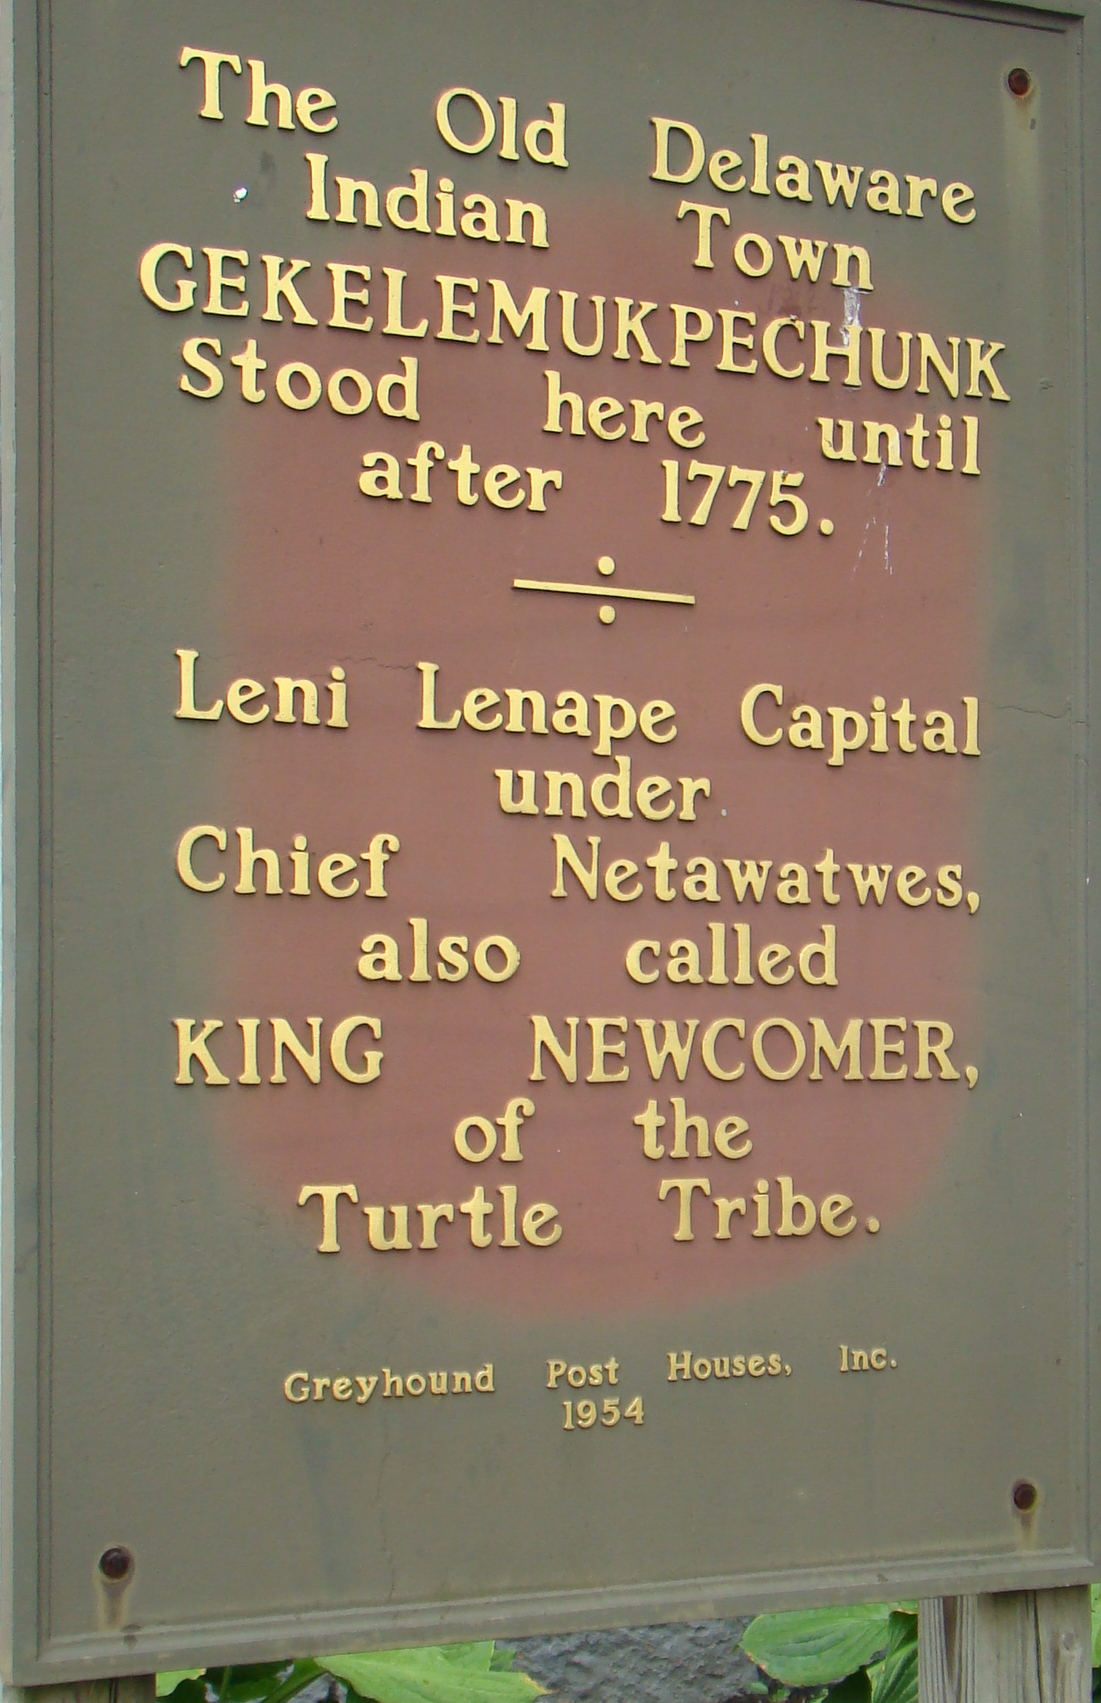 The Old Delaware
Indian Town
GEKELEMUKPECHUNK
Stood here until
after 1775.
Leni Lenape Capital
under
Chief Netawatwes,
also called
KING NEWCOMER,
of the
Turtle Tribe.
Greyhound Post Houses, Inc.
1954